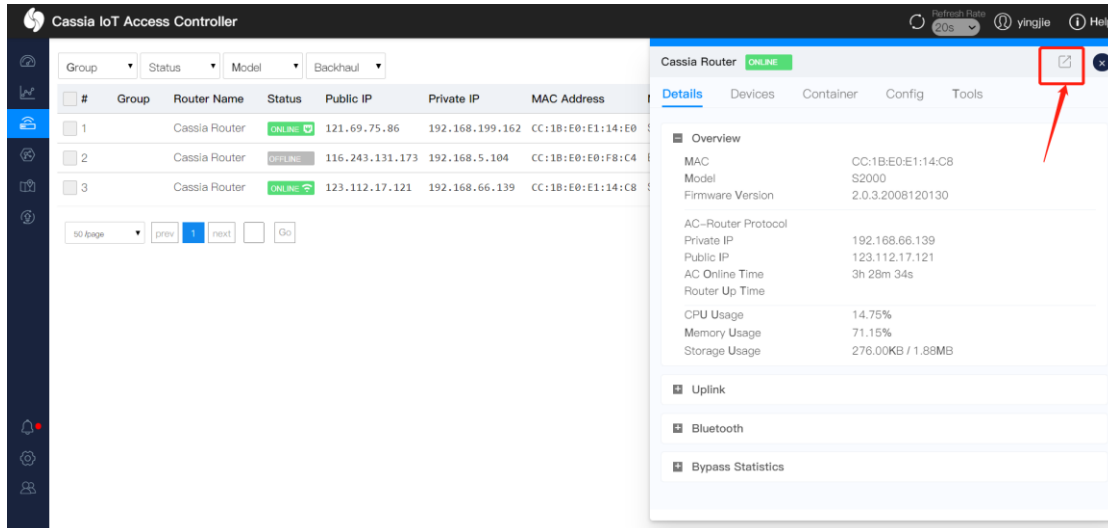 Cassia IoT Access Controller
Refresh Rate
20s
yingjie
Help
Group Status Model Backhaul
# Group Router Name Status Public IP Private IP MAC Address
1 Cassia Router ONLINE 121.69.75.86 192.168.199.162 CC:1B:E0:E1:14:E0
2 Cassia Router OFFLINE 116.243.131.173 192.168.5.104 CC:1B:E0:E0:F8:C4
3 Cassia Router ONLINE 123.112.17.121 192.168.66.139 CC:1B:E0:E1:14:C8
50 /page prev 1 next Go
Cassia Router ONLINE
Details Devices Container Config Tools
Overview
MAC CC:1B:E0:E1:14:C8
Model S2000
Firmware Version 2.0.3.2008120130
AC-Router Protocol
Private IP 192.168.66.139
Public IP 123.112.17.121
AC Online Time 3h 28m 34s
Router Up Time
CPU Usage 14.75%
Memory Usage 71.15%
Storage Usage 276.00KB / 1.88MB
Uplink
Bluetooth
Bypass Statistics